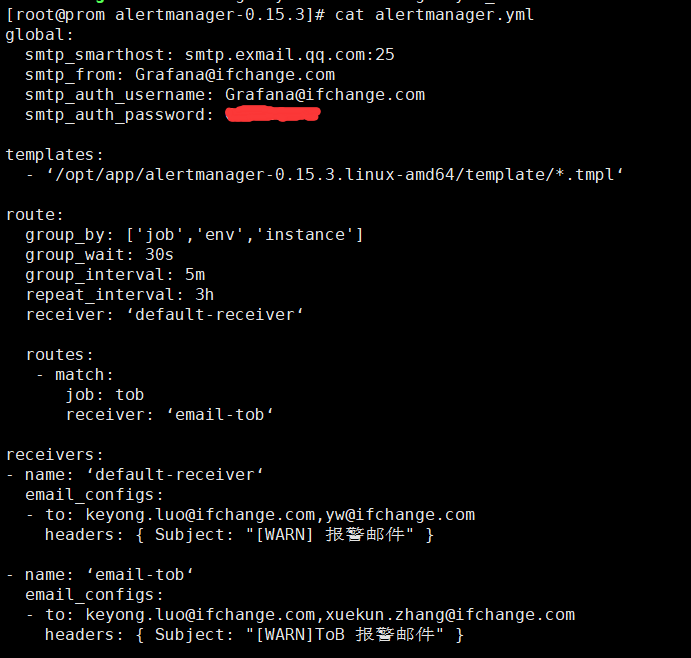 [root@prom alertmanager-0.15.3]# cat alertmanager.yml
global:
  smtp_smarthost: smtp.exmail.qq.com:25
  smtp_from: Grafana@ifchange.com
  smtp_auth_username: Grafana@ifchange.com
  smtp_auth_password:
templates:
  - ‘/opt/app/alertmanager-0.15.3.linux-amd64/template/*.tmpl‘
route:
  group_by: ['job','env','instance']
  group_wait: 30s
  group_interval: 5m
  repeat_interval: 3h
  receiver: ‘default-receiver‘
  routes:
   - match:
      job: tob
      receiver: ‘email-tob‘
receivers:
- name: ‘default-receiver‘
  email_configs:
  - to: keyong.luo@ifchange.com,yw@ifchange.com
    headers: { Subject: "[WARN] 报警邮件" }
- name: ‘email-tob‘
  email_configs:
  - to: keyong.luo@ifchange.com,xuekun.zhang@ifchange.com
    headers: { Subject: "[WARN]ToB 报警邮件" }